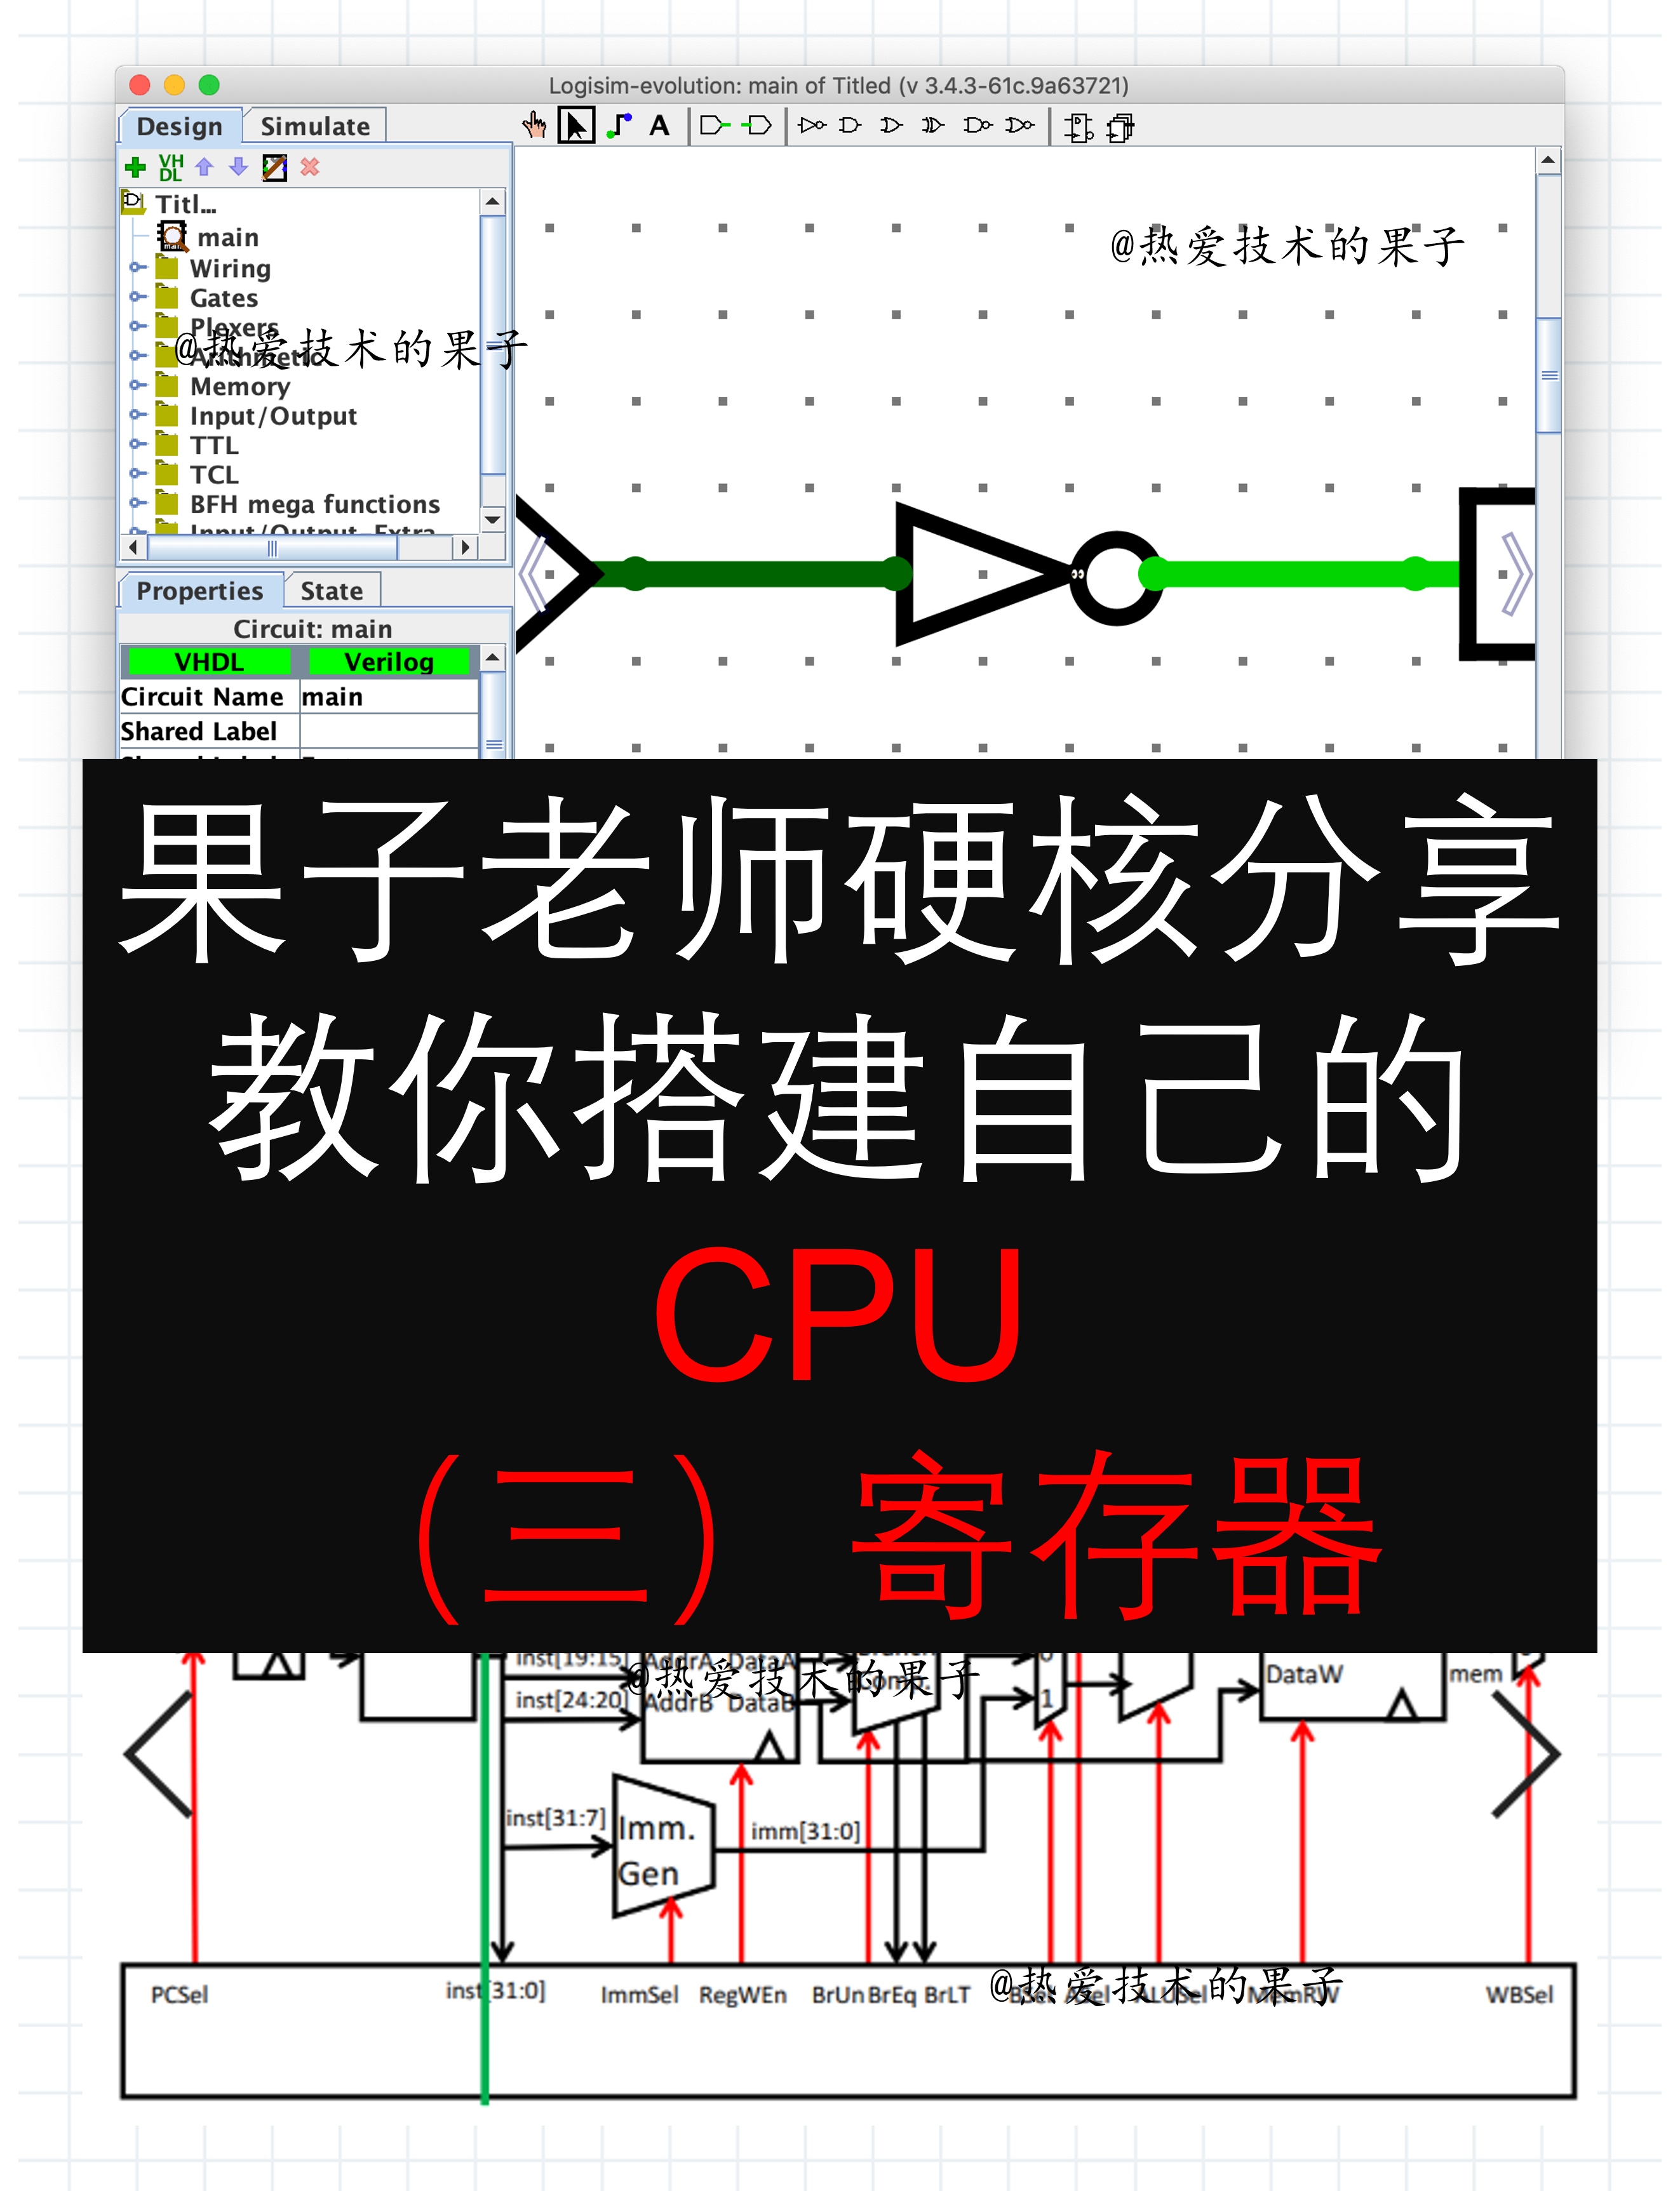 Logisim-evolution: main of Titled (v 3.4.3-61c.9a63721)
Design
Simulate
A
VH
DL
Titl...
main
@热爱技术的果子
Wiring
Gates
Plexers
@热爱技术的果子
Arithmetic
Memory
Input/Output
TTL
TCL
BFH mega functions
Input/Output-Extra
Properties
State
Circuit: main
VHDL
Verilog
Circuit Name
main
Shared Label
果子老师硬核分享
教你搭建自己的
CPU
（三）寄存器
inst[19:15]
AddrA
DataA
@热爱技术的果子
Comp.
0
DataW
mem
inst[24:20]
AddrB
DataB
1
inst[31:7]
Imm.
Gen
imm[31:0]
@热爱技术的果子
PCSel
inst[31:0]
ImmSel
RegWEn
BrUn
BrEq
BrLT
BSel
ASel
ALUSel
MemRW
WBSel